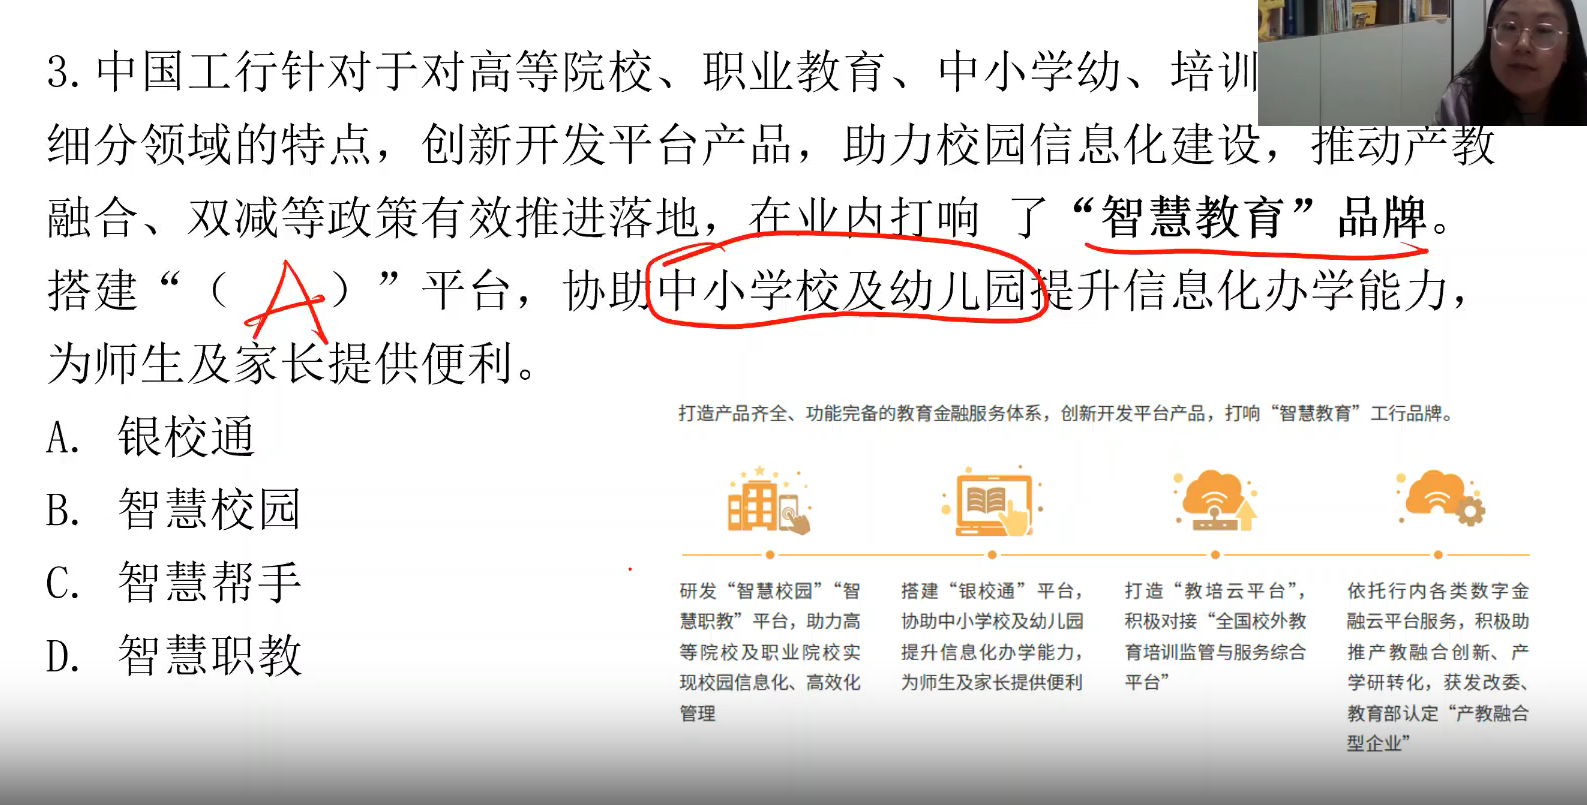 3. 中国工行针对于对高等院校、职业教育、中小学幼、培训
细分领域的特点，创新开发平台产品，助力校园信息化建设，推动产教
融合、双减等政策有效推进落地，在业内打响 了“智慧教育”品牌。
搭建“（ A ）”平台，协助中小学校及幼儿园提升信息化办学能力，
为师生及家长提供便利。
A. 银校通
B. 智慧校园
C. 智慧帮手
D. 智慧职教
打造产品齐全、功能完备的教育金融服务体系，创新开发平台产品，打响“智慧教育”工行品牌。
研发“智慧校园”“智
慧职教”平台，助力高
等院校及职业院校实
现校园信息化、高效化
管理
搭建“银校通”平台，
协助中小学校及幼儿园
提升信息化办学能力，
为师生及家长提供便利
打造“教培云平台”，
积极对接“全国校外教
育培训监管与服务综合
平台”
依托行内各类数字金
融云平台服务，积极助
推产教融合创新、产
学研转化，获发改委、
教育部认定“产教融合
型企业”